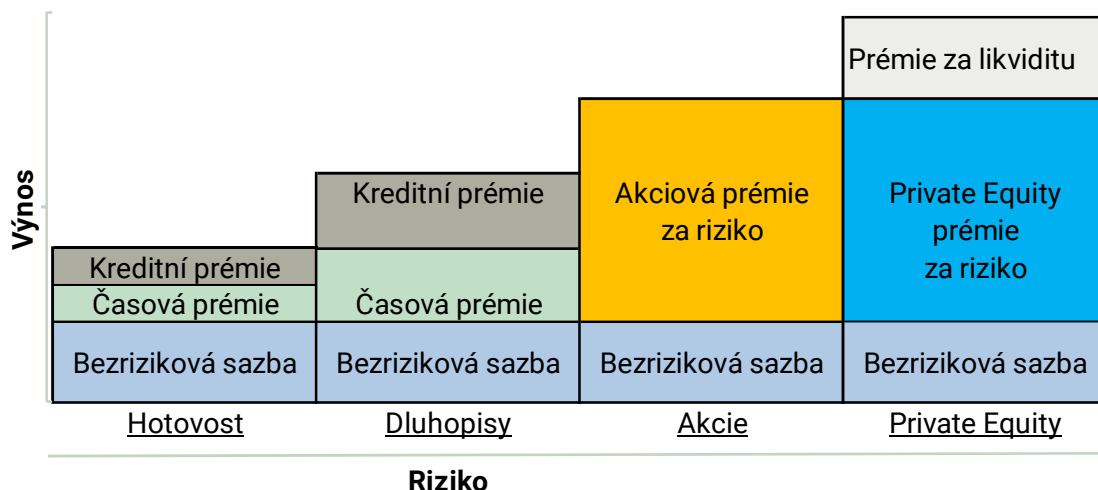 Výnos
Prémie za likviditu
Kreditní prémie
Akciová prémie
za riziko
Private Equity
prémie
za riziko
Kreditní prémie
Časová prémie
Časová prémie
Bezriziková sazba
Bezriziková sazba
Bezriziková sazba
Bezriziková sazba
Hotovost
Dluhopisy
Akcie
Private Equity
Riziko